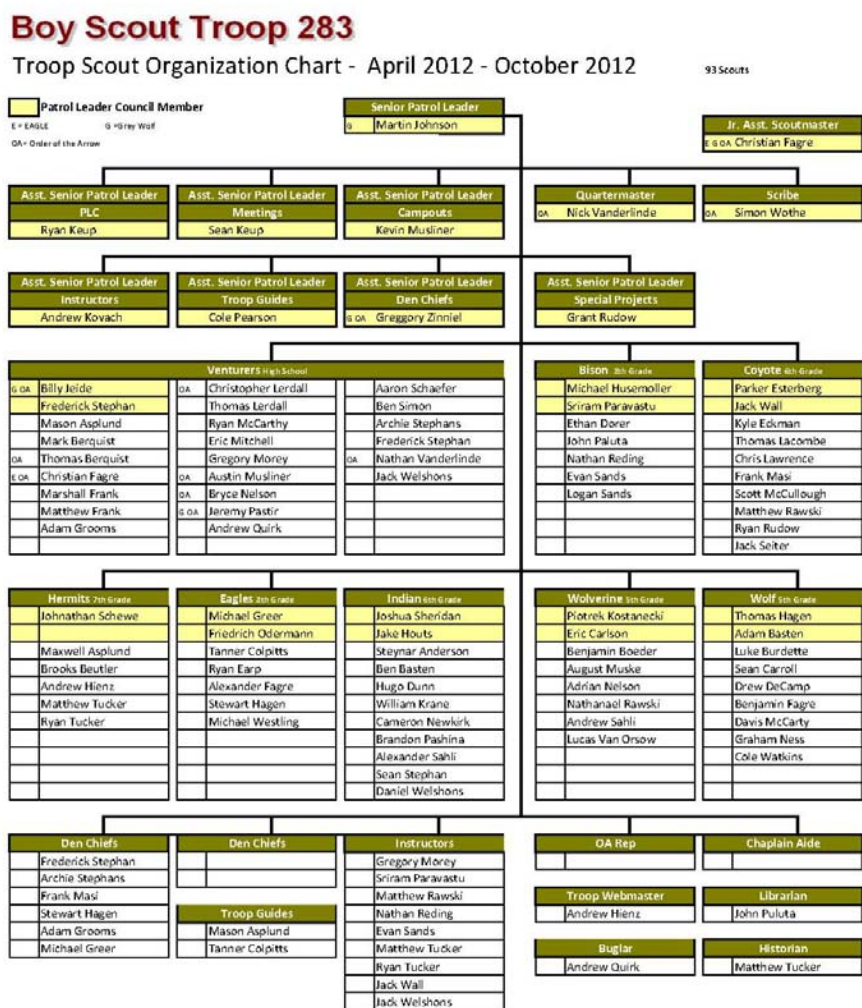 Boy Scout Troop 283
Troop Scout Organization Chart - April 2012 - October 2012
93 Scouts
Patrol Leader Council Member
E = EAGLE G =Grey Wolf
OA= Order of the Arrow
Senior Patrol Leader
G Martin Johnson
Jr. Asst. Scoutmaster
E G OA Christian Fagre
Asst. Senior Patrol Leader
PLC
Ryan Keup
Asst. Senior Patrol Leader
Meetings
Sean Keup
Asst. Senior Patrol Leader
Campouts
Kevin Musliner
Quartermaster
OA Nick Vanderlinde
Scribe
OA Simon Wothe
Asst. Senior Patrol Leader
Instructors
Andrew Kovach
Asst. Senior Patrol Leader
Troop Guides
Cole Pearson
Asst. Senior Patrol Leader
Den Chiefs
G OA Greggory Zinniel
Asst. Senior Patrol Leader
Special Projects
Grant Rudow
Venturers High School
G OA Billy Jeide
Frederick Stephan
Mason Asplund
Mark Berquist
OA Thomas Berquist
E OA Christian Fagre
Marshall Frank
Matthew Frank
Adam Grooms
OA Christopher Lerdall
Thomas Lerdall
Ryan McCarthy
Eric Mitchell
Gregory Morey
OA Austin Musliner
OA Bryce Nelson
G OA Jeremy Pastir
Andrew Quirk
Aaron Schaefer
Ben Simon
Archie Stephans
Frederick Stephan
OA Nathan Vanderlinde
Jack Welshons
Bison Grade
Michael Husemoller
Sriram Paravastu
Ethan Dorer
John Paluta
Nathan Reding
Evan Sands
Logan Sands
Coyote 6th Grade
Parker Esterberg
Jack Wall
Kyle Eckman
Thomas Lacombe
Chris Lawrence
Frank Masi
Scott McCullough
Matthew Rawski
Ryan Rudow
Jack Seiter
Hermits 7th Grade
Johnathan Schewe
Maxwell Asplund
Brooks Beutler
Andrew Hienz
Matthew Tucker
Ryan Tucker
Eagles Grade
Michael Greer
Friedrich Odermann
Tanner Colpitts
Ryan Earp
Alexander Fagre
Stewart Hagen
Michael Westling
Indian 6th Grade
Joshua Sheridan
Jake Houts
Steynar Anderson
Ben Basten
Hugo Dunn
William Krane
Cameron Newkirk
Brandon Pashina
Alexander Sahli
Sean Stephan
Daniel Welshons
Wolverine 5th Grade
Piotrek Kostanecki
Eric Carlson
Benjamin Boeder
August Muske
Adrian Nelson
Nathanael Rawski
Andrew Sahli
Lucas Van Orsow
Wolf 5th Grade
Thomas Hagen
Adam Basten
Luke Burdette
Sean Carroll
Drew DeCamp
Benjamin Fagre
Davis McCarty
Graham Ness
Cole Watkins
Den Chiefs
Frederick Stephan
Archie Stephans
Frank Masi
Stewart Hagen
Adam Grooms
Michael Greer
Den Chiefs
Troop Guides
Mason Asplund
Tanner Colpitts
Instructors
Gregory Morey
Sriram Paravastu
Matthew Rawski
Nathan Reding
Evan Sands
Matthew Tucker
Ryan Tucker
Jack Wall
Jack Welshons
OA Rep
Troop Webmaster
Andrew Hienz
Buglar
Andrew Quirk
Chaplain Aide
Librarian
John Puluta
Historian
Matthew Tucker